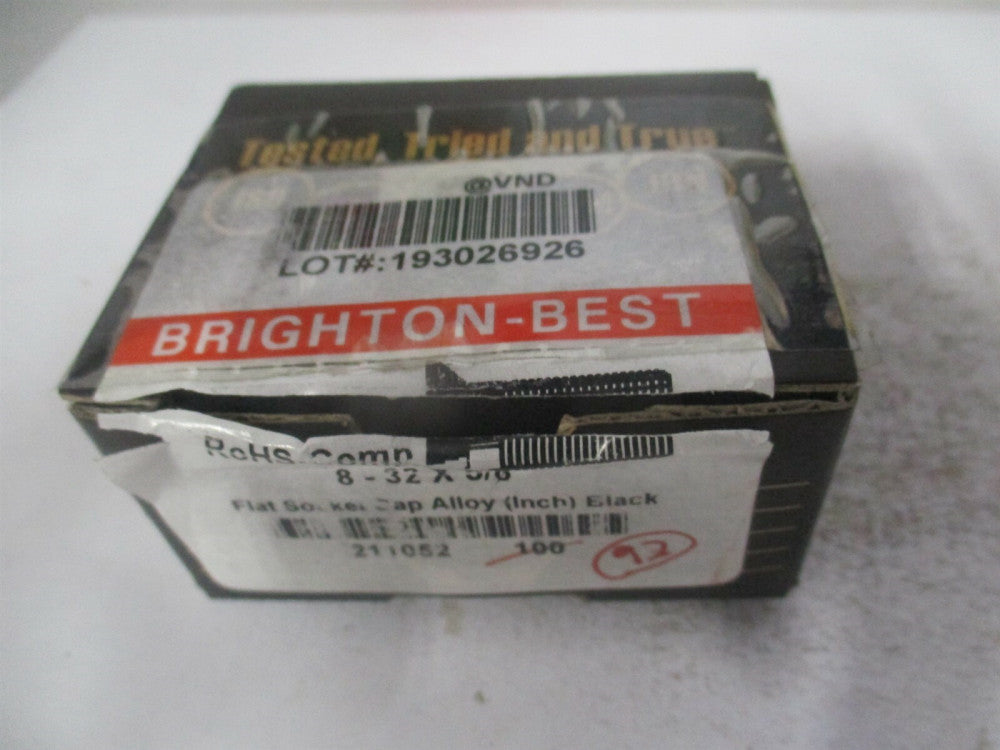 Tested, Tried and True
@VND
LOT#:193026926
BRIGHTON-BEST
RoHS Comp
8 - 32 X 5/8
Flat Socket Cap Alloy (Inch) Black
211052 100 92